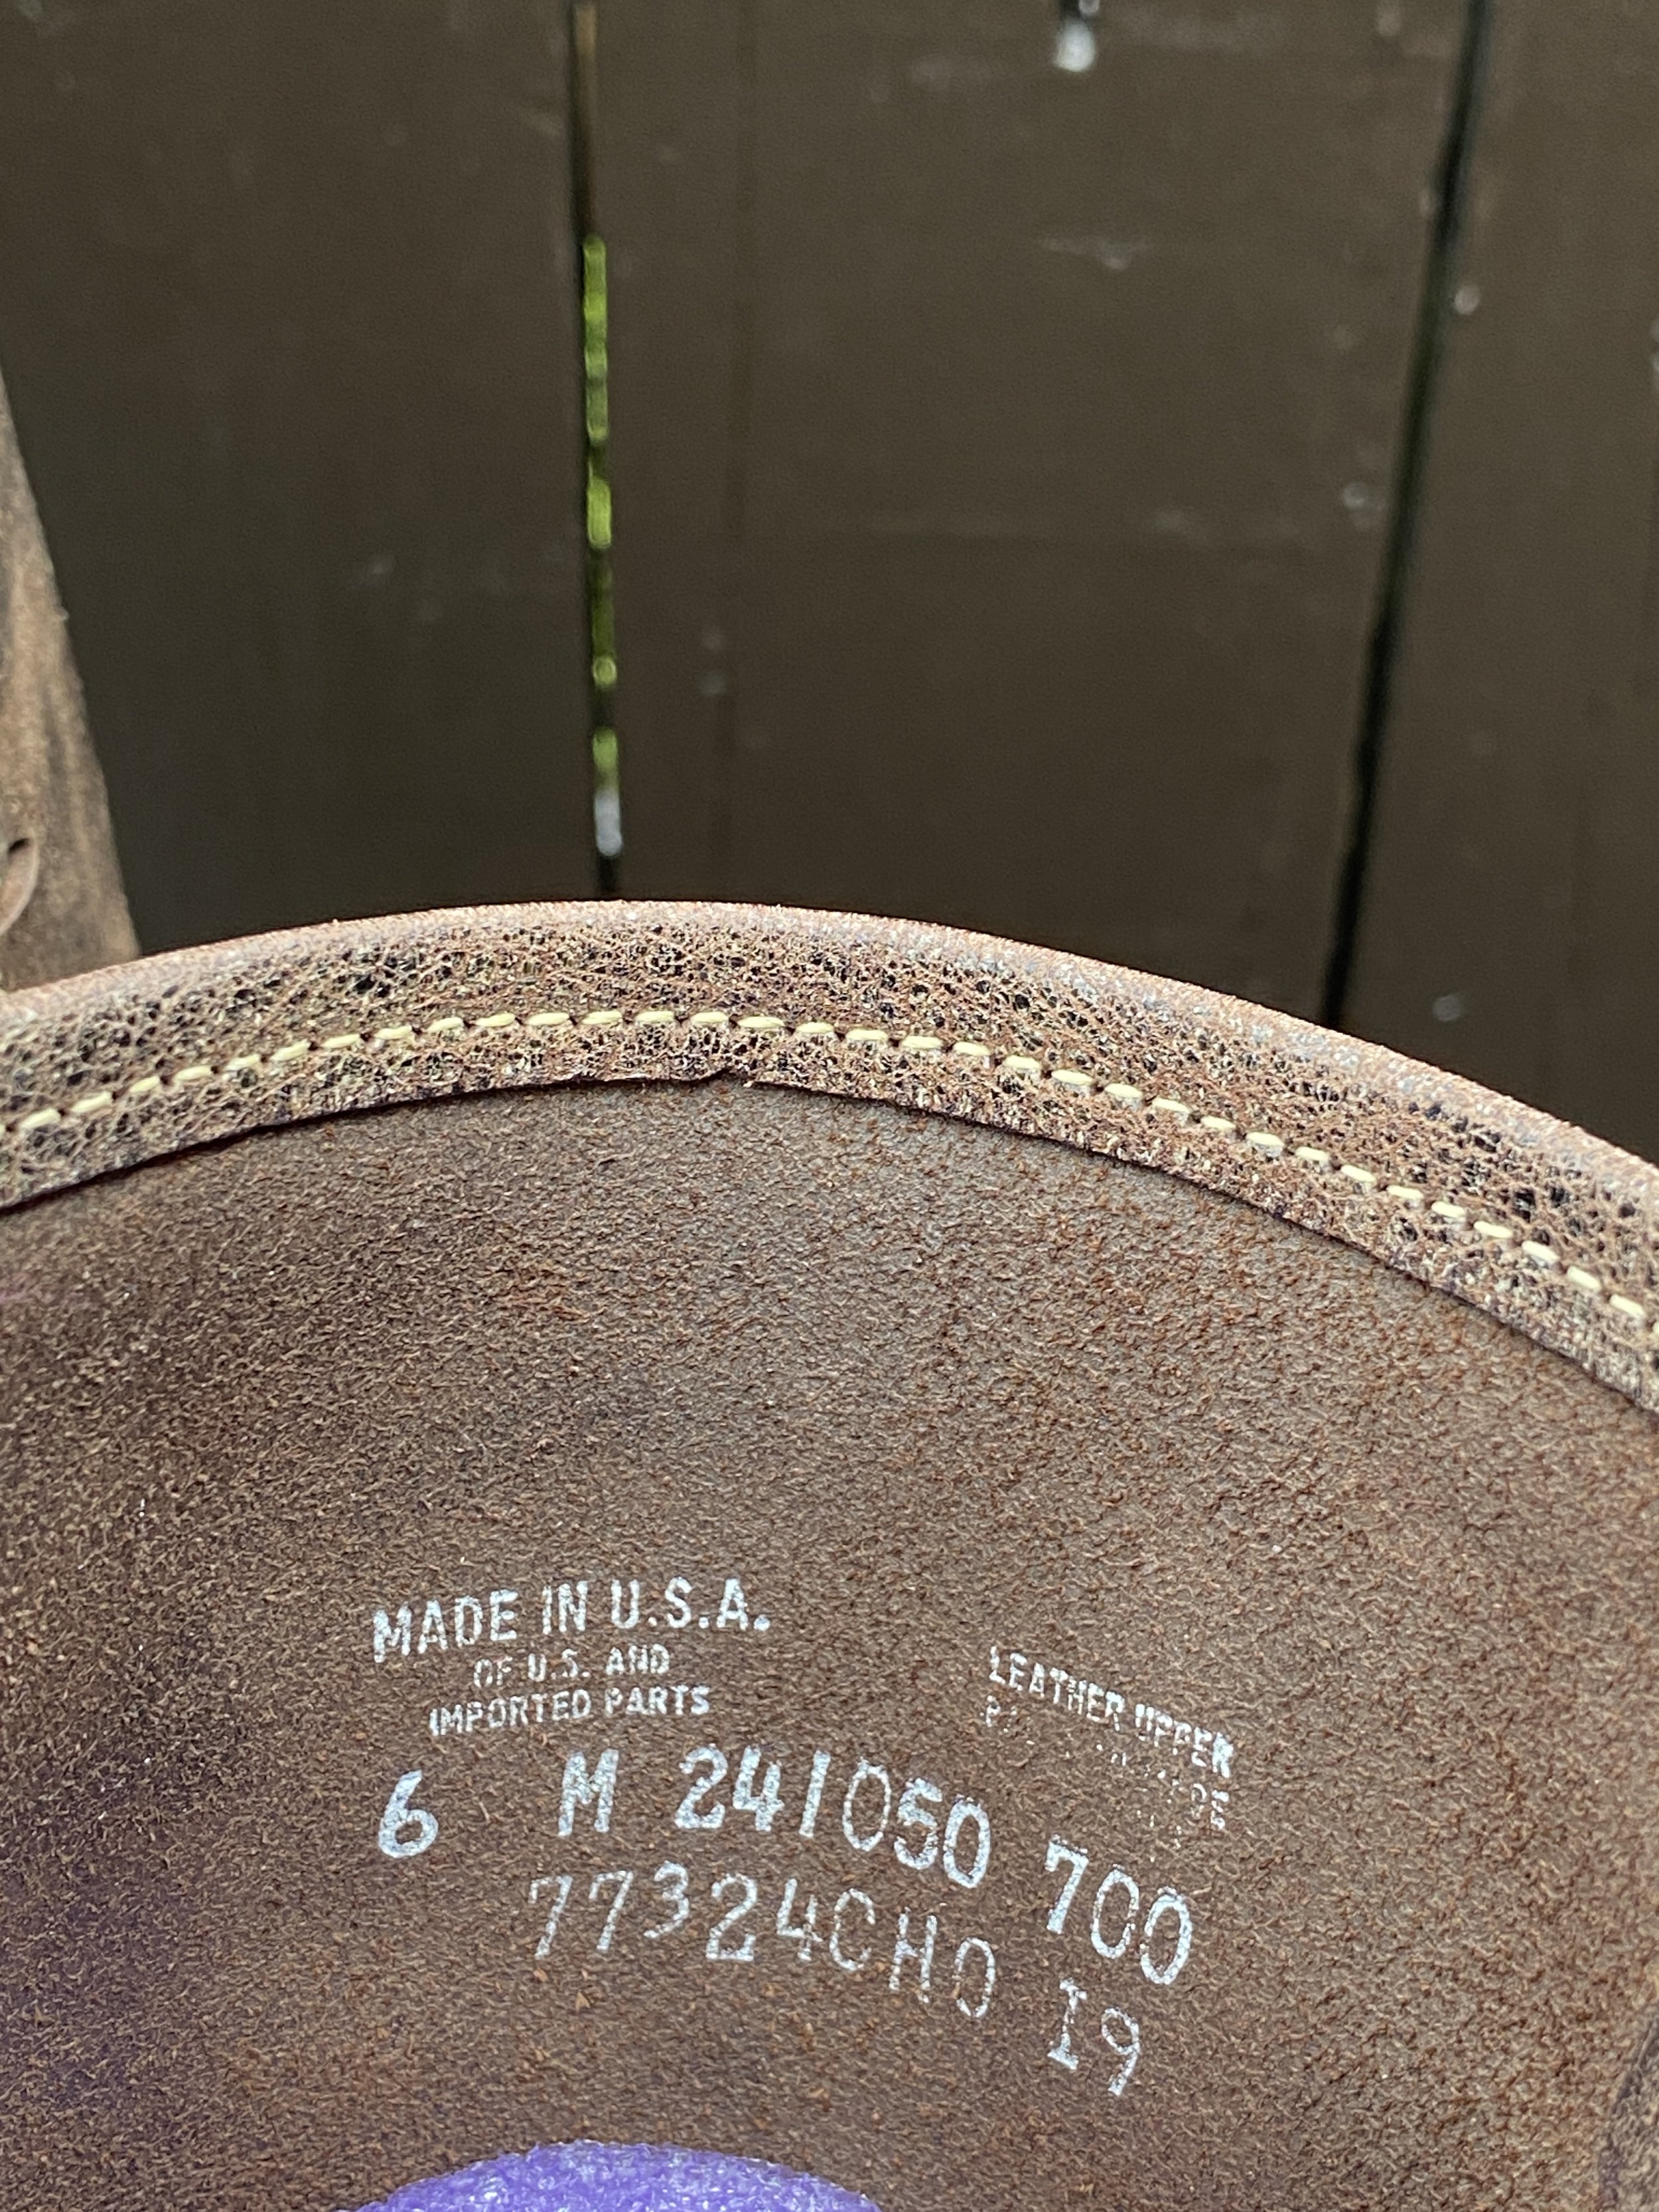 MADE IN U.S.A.
OF U.S. AND
IMPORTED PARTS
LEATHER UPPER
6 M 241050 700
77324CHO I9